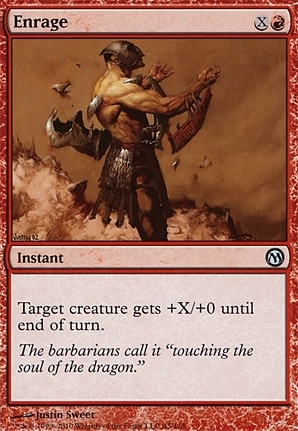 Enrage X
Instant
Target creature gets +X/+0 until
end of turn.
The barbarians call it “touching the
soul of the dragon.”
Justin Sweet